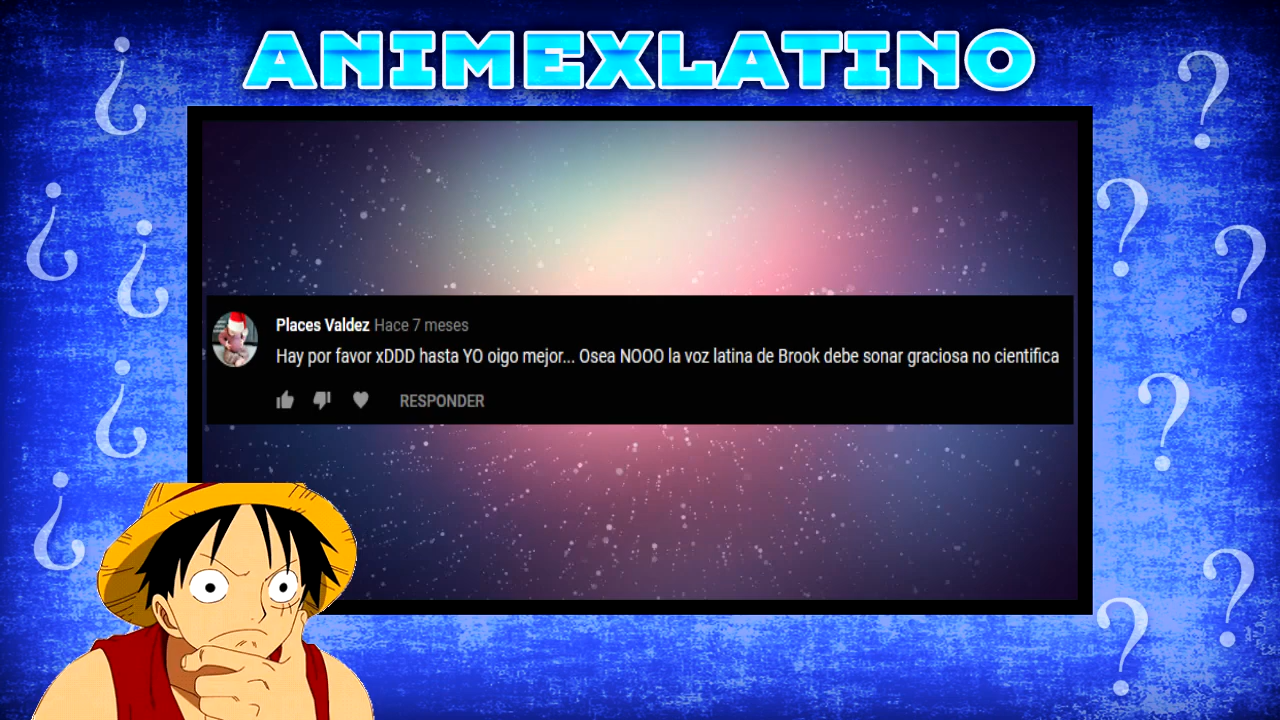 ANIMEXLATINO
Places Valdez Hace 7 meses
Hay por favor xDDD hasta YO oigo mejor... Osea NOOO la voz latina de Brook debe sonar graciosa no cientifica
RESPONDER